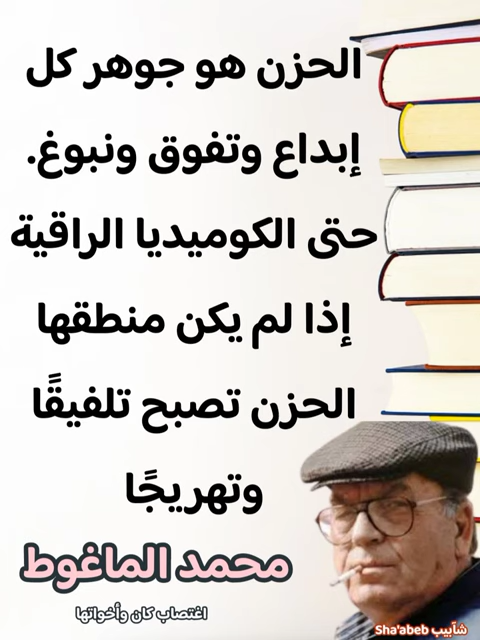 الحزن هو جوهر كل
إبداع وتفوق ونبوغ.
حتى الكوميديا الراقية
إذا لم يكن منطقها
الحزن تصبح تلفيقًا
وتهريجًا
محمد الماغوط
اغتصاب كان وأخواتها
شآبيب Sha'abeb